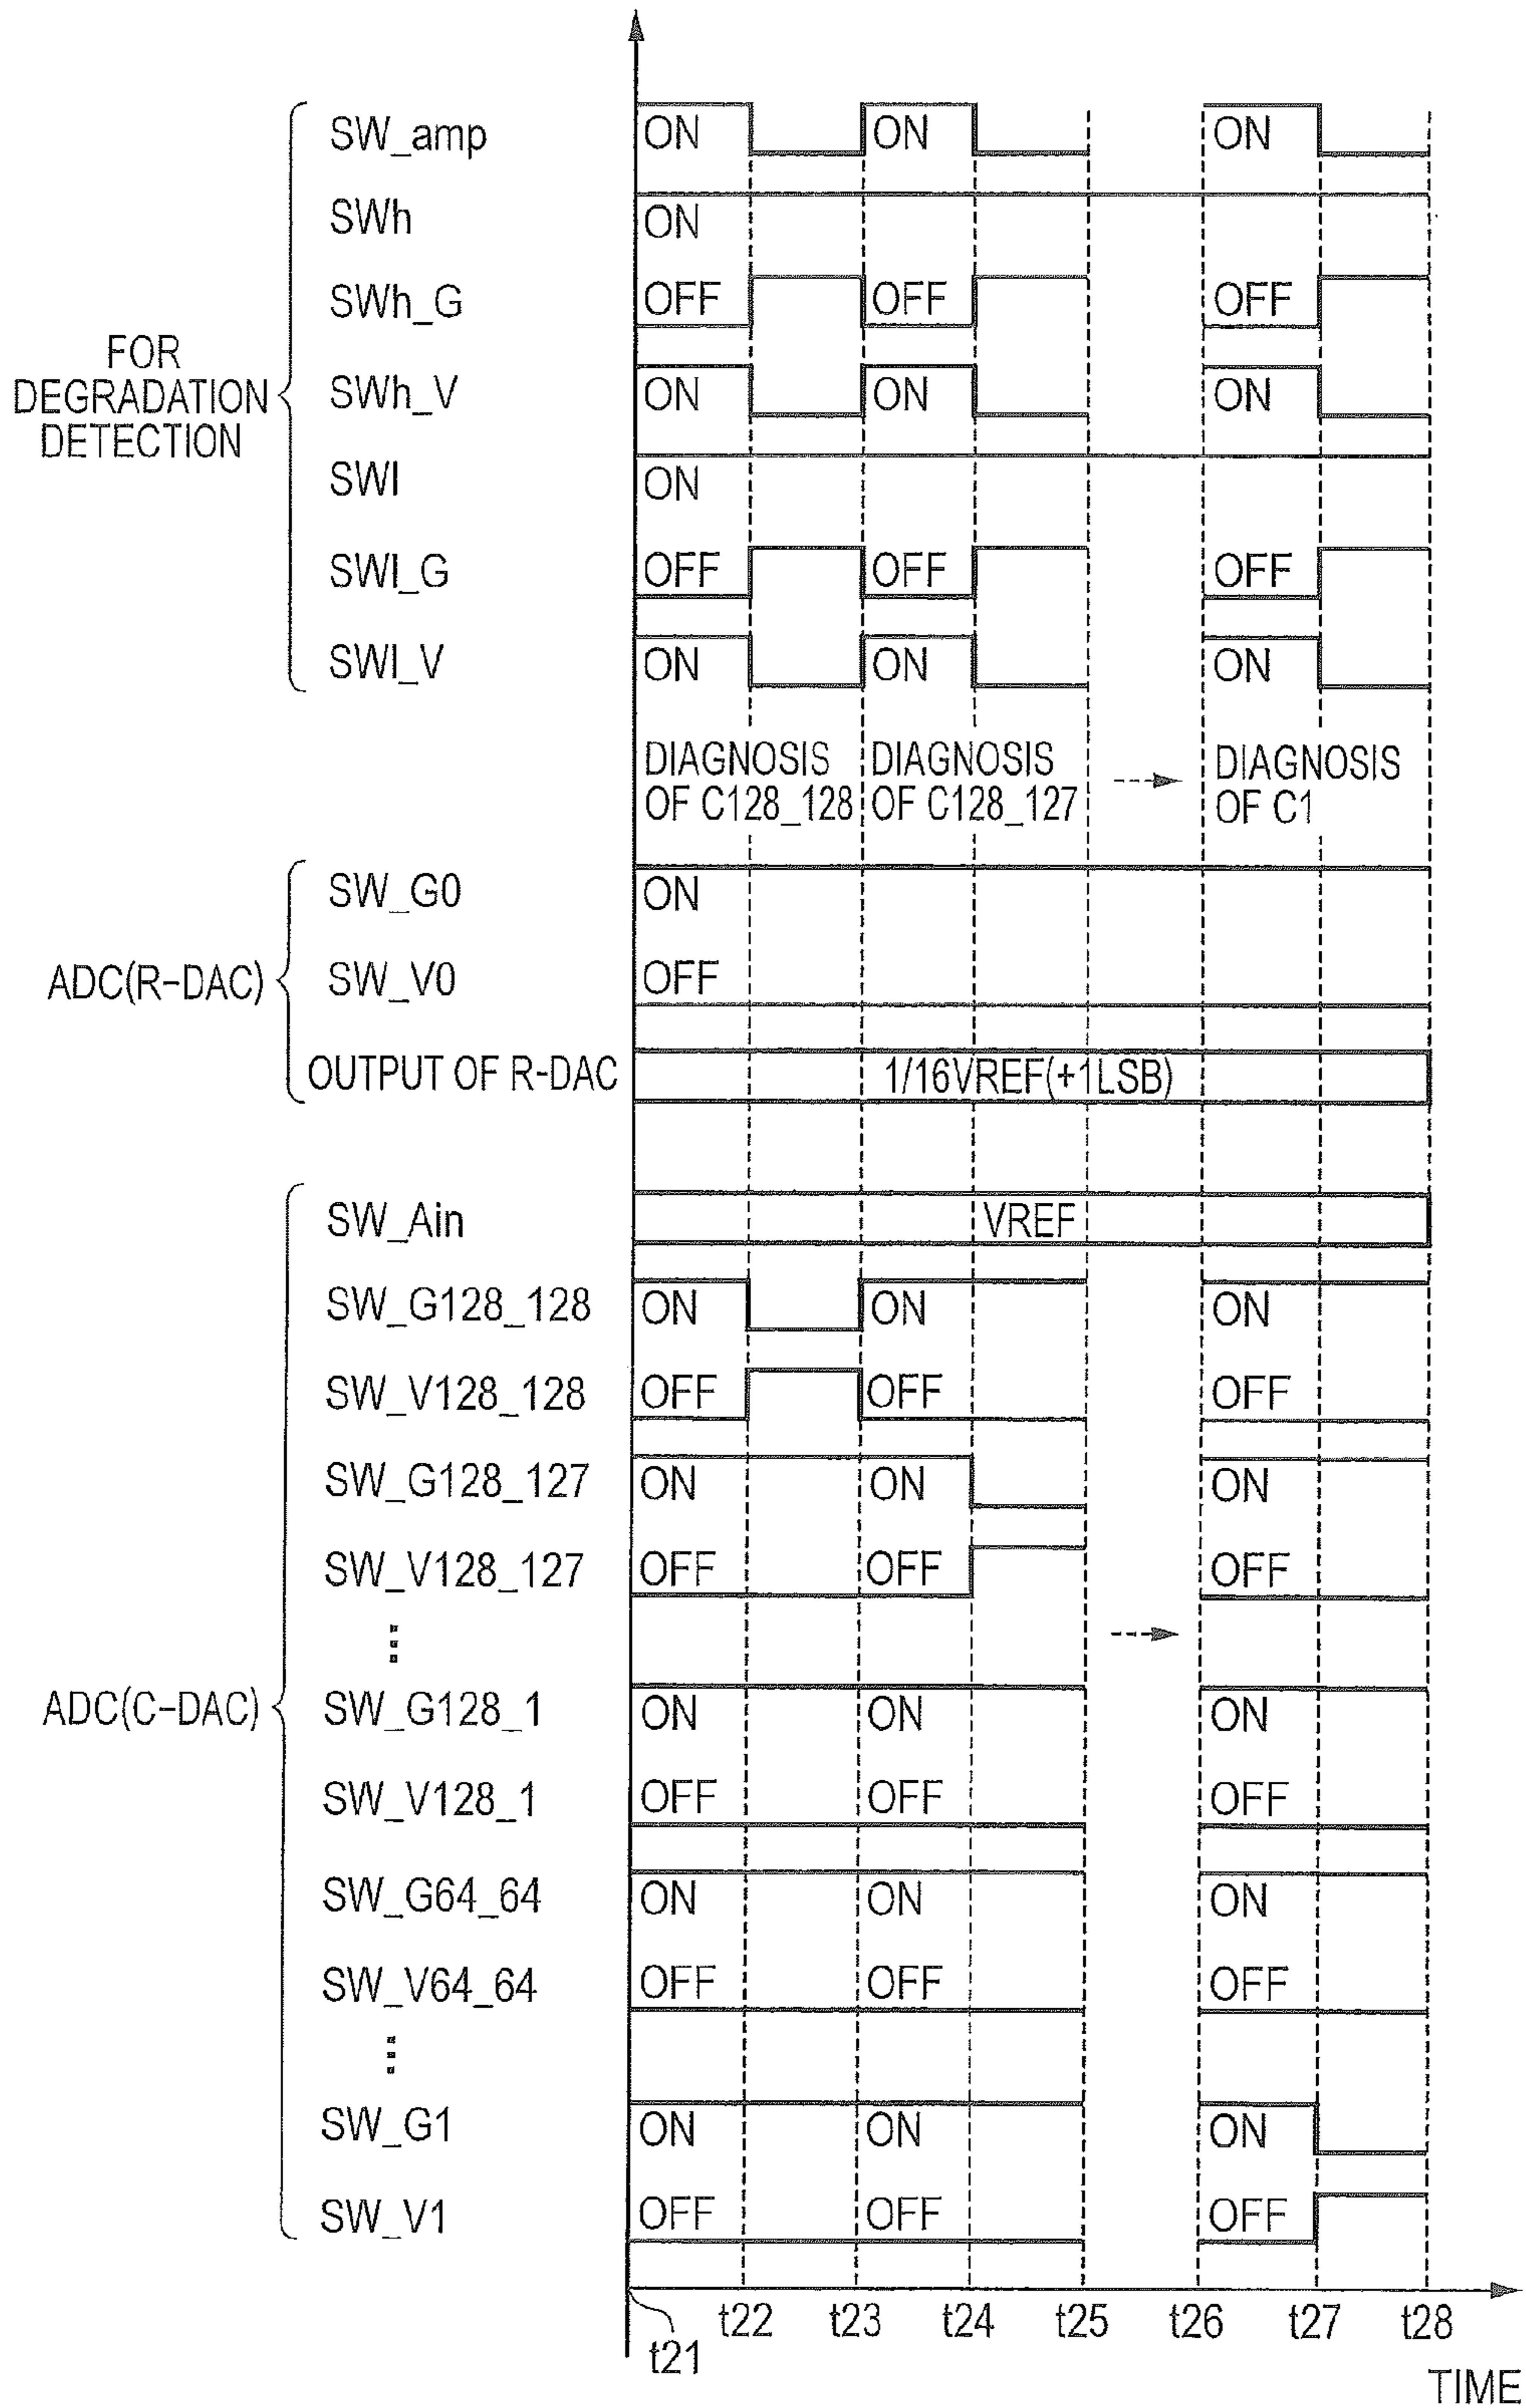 SW_amp ON ON ON
SWh ON
SWh_G OFF OFF OFF
FOR
DEGRADATION
DETECTION
SWh_V ON ON ON
SWl ON
SWl_G OFF OFF OFF
SWl_V ON ON ON
DIAGNOSIS
OF C128_128
DIAGNOSIS
OF C128_127
DIAGNOSIS
OF C1
ADC(R-DAC)
SW_G0 ON
SW_V0 OFF
OUTPUT OF R-DAC 1/16VREF(+1LSB)
ADC(C-DAC)
SW_Ain VREF
SW_G128_128 ON ON ON
SW_V128_128 OFF OFF OFF
SW_G128_127 ON ON ON
SW_V128_127 OFF OFF OFF
SW_G128_1 ON ON ON
SW_V128_1 OFF OFF OFF
SW_G64_64 ON ON ON
SW_V64_64 OFF OFF OFF
SW_G1 ON ON ON
SW_V1 OFF OFF OFF
t21 t22 t23 t24 t25 t26 t27 t28
TIME